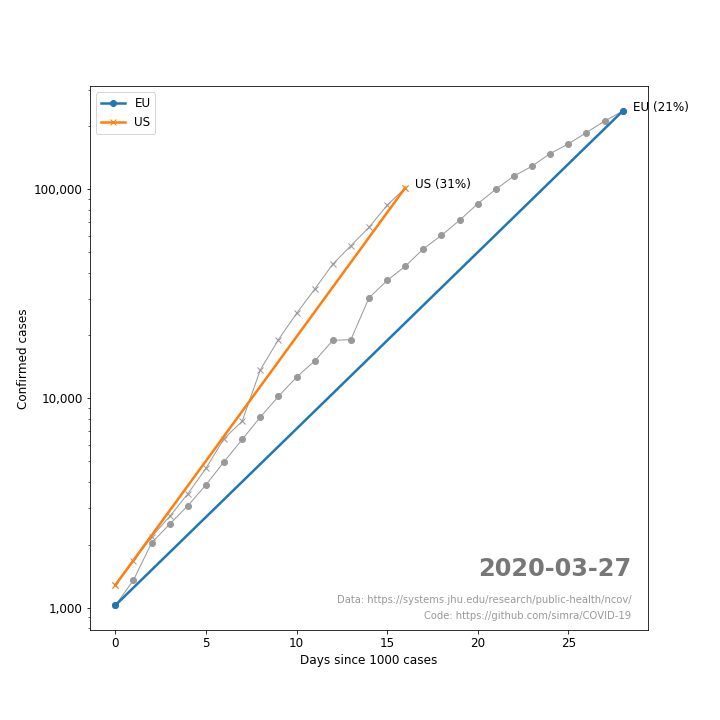 EU
US
EU (21%)
US (31%)
100,000
10,000
1,000
Confirmed cases
2020-03-27
Data: https://systems.jhu.edu/research/public-health/ncov/
Code: https://github.com/simra/COVID-19
0 5 10 15 20 25
Days since 1000 cases